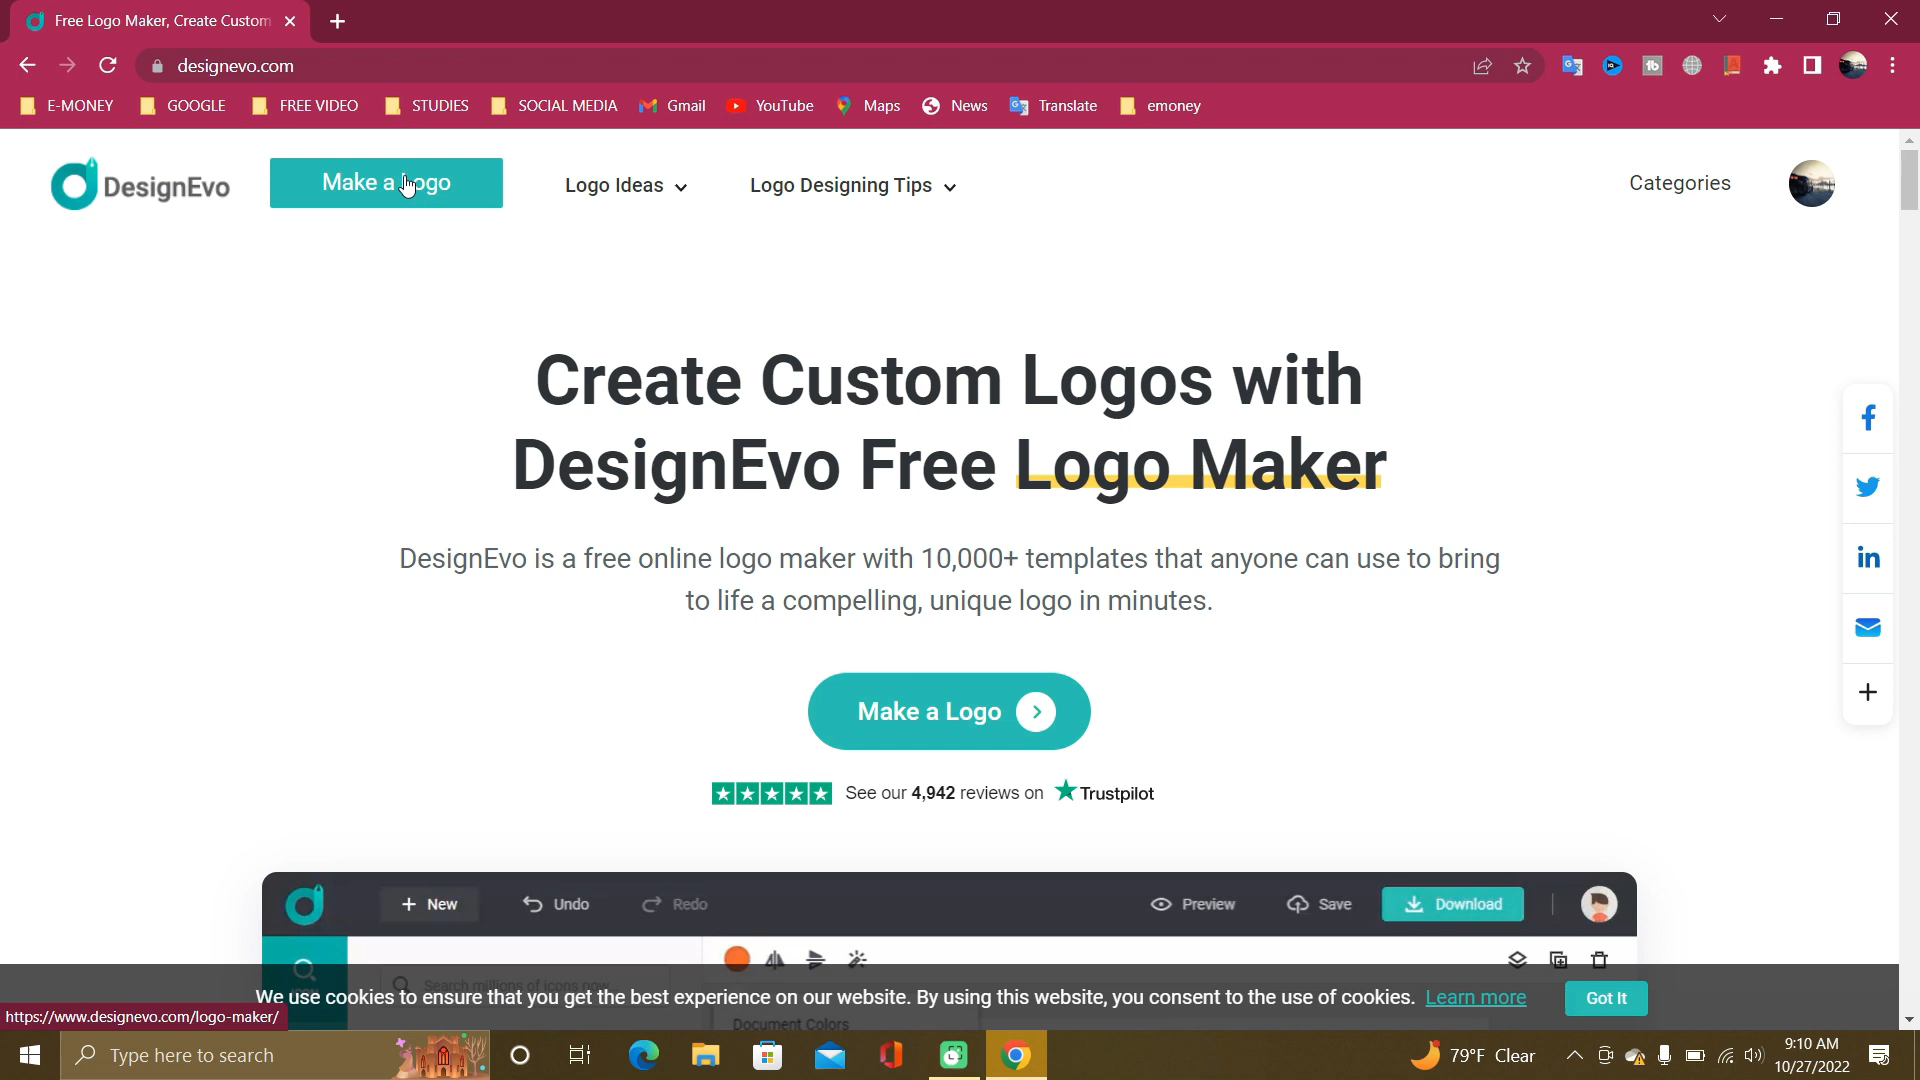 Free Logo Maker, Create Custom
designevo.com
E-MONEY GOOGLE FREE VIDEO STUDIES SOCIAL MEDIA Gmail YouTube Maps News Translate emoney
DesignEvo Make a Logo Logo Ideas Logo Designing Tips Categories
Create Custom Logos with
DesignEvo Free Logo Maker
DesignEvo is a free online logo maker with 10,000+ templates that anyone can use to bring
to life a compelling, unique logo in minutes.
Make a Logo
See our 4,942 reviews on Trustpilot
New Undo Redo Preview Save Download
Search millions of icons now
We use cookies to ensure that you get the best experience on our website. By using this website, you consent to the use of cookies. Learn more Got It
https://www.designevo.com/logo-maker/
Document Colors
Type here to search
79°F Clear
9:10 AM
10/27/2022